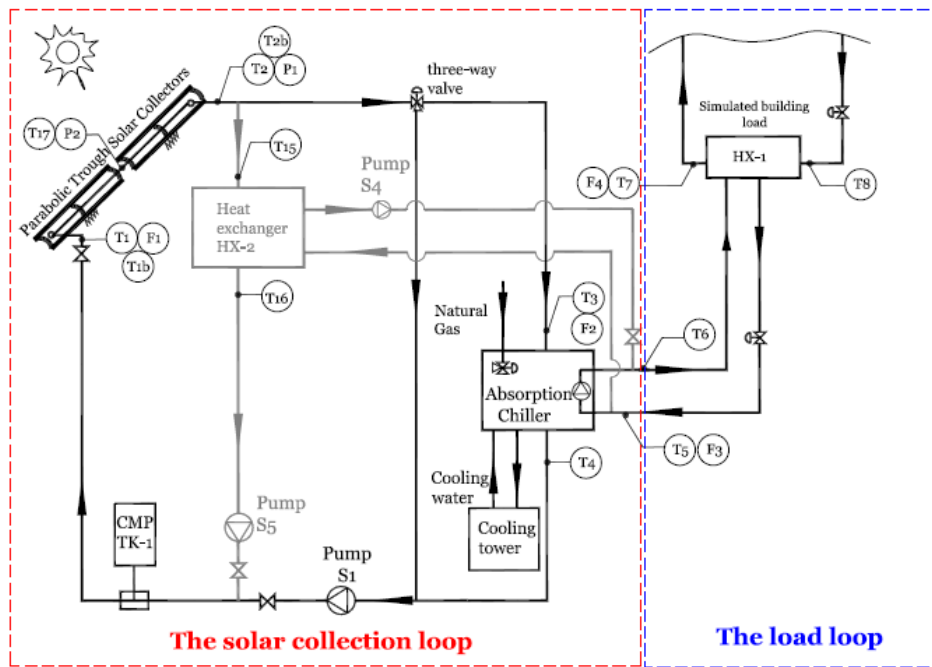 T2b
T2
P1
three-way
valve
Simulated building
load
HX-1
T17
P2
Parabolic Trough Solar Collectors
T15
Pump
S4
F4
T7
T8
Heat
exchanger
HX-2
T1
F1
T1b
T16
Natural
Gas
T3
F2
T6
Absorption
Chiller
T5
F3
T4
Cooling
water
Cooling
tower
Pump
S5
CMP
TK-1
Pump
S1
The solar collection loop
The load loop